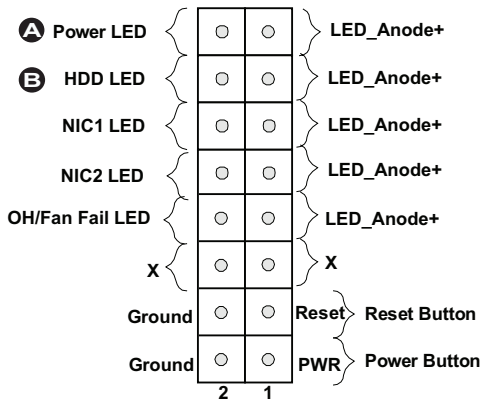 A Power LED LED_Anode+
B HDD LED LED_Anode+
NIC1 LED LED_Anode+
NIC2 LED LED_Anode+
OH/Fan Fail LED LED_Anode+
X X
Ground Reset Reset Button
Ground PWR Power Button
2 1